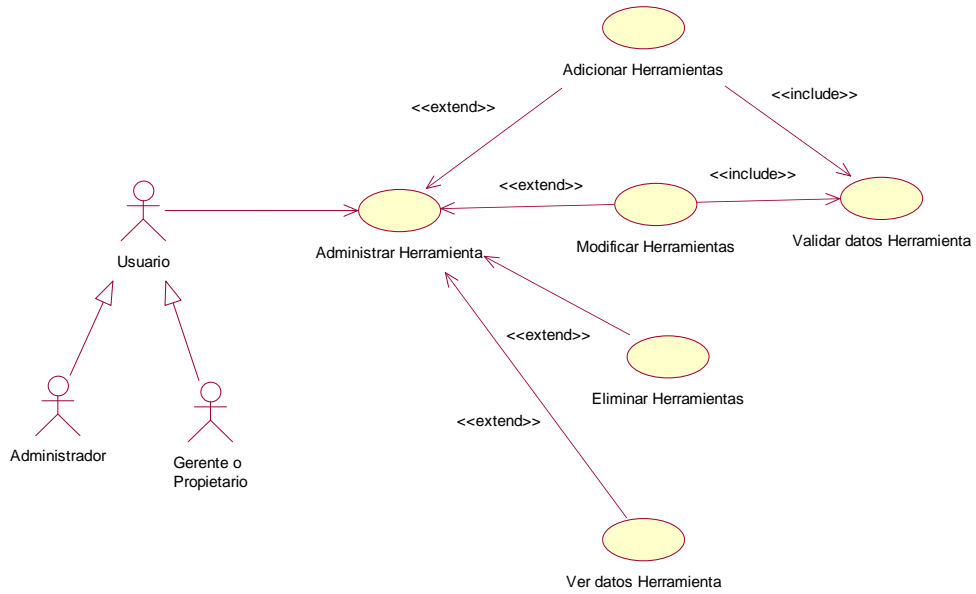 Adicionar Herramientas
<<extend>>
<<include>>
<<extend>>
<<include>>
Usuario
Administrar Herramienta
Modificar Herramientas
Validar datos Herramienta
<<extend>>
Eliminar Herramientas
<<extend>>
Administrador
Gerente o
Propietario
Ver datos Herramienta